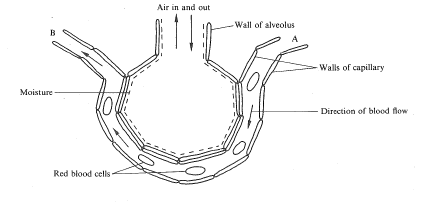 Air in and out
Wall of alveolus
B
A
Walls of capillary
Moisture
Direction of blood flow
Red blood cells